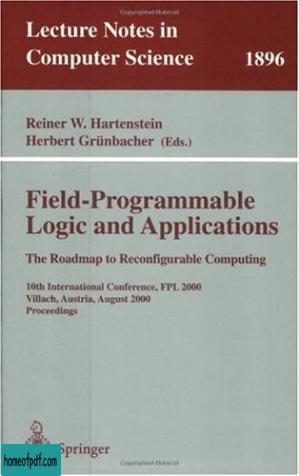 Lecture Notes in
Computer Science 1896
Reiner W. Hartenstein
Herbert Grünbacher (Eds.)
Field-Programmable
Logic and Applications
The Roadmap to Reconfigurable Computing
10th International Conference, FPL 2000
Villach, Austria, August 2000
Proceedings
Springer
homeofpdf.com